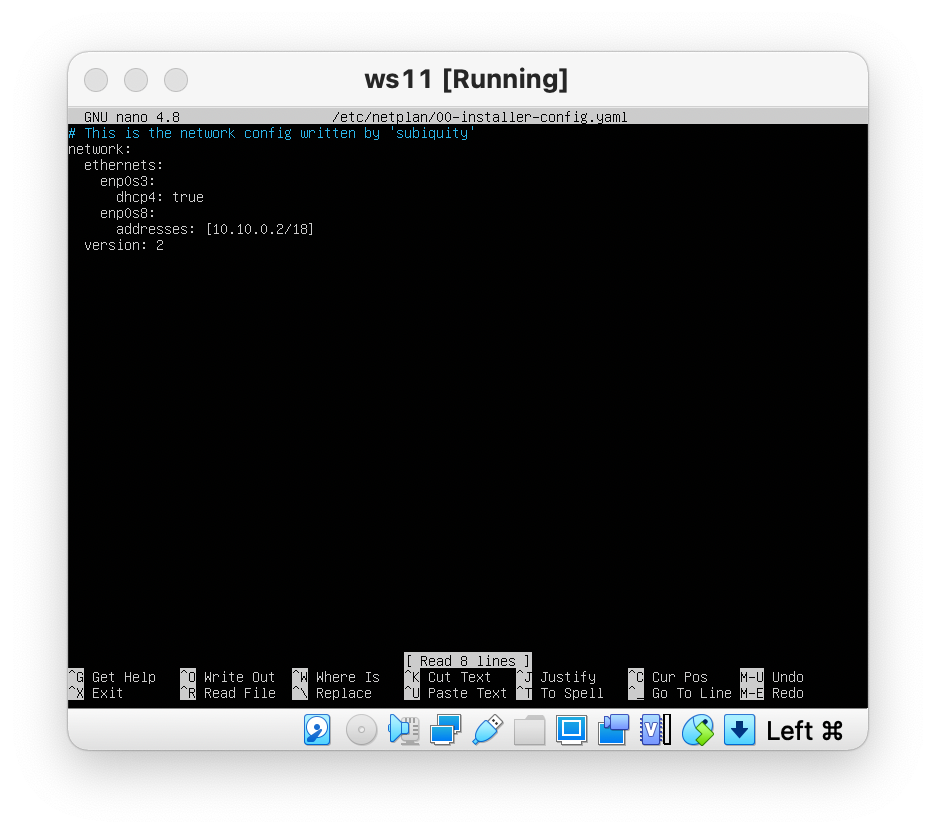 ws11 [Running]
GNU nano 4.8 /etc/netplan/00-installer-config.yaml
# This is the network config written by 'subiquity'
network:
  ethernets:
    enp0s3:
      dhcp4: true
    enp0s8:
      addresses: [10.10.0.2/18]
  version: 2
[ Read 8 lines ]
^G Get Help ^O Write Out ^W Where Is ^K Cut Text ^J Justify ^C Cur Pos M-U Undo
^X Exit ^R Read File ^\ Replace ^U Paste Text ^T To Spell ^_ Go To Line M-E Redo
V Left ⌘